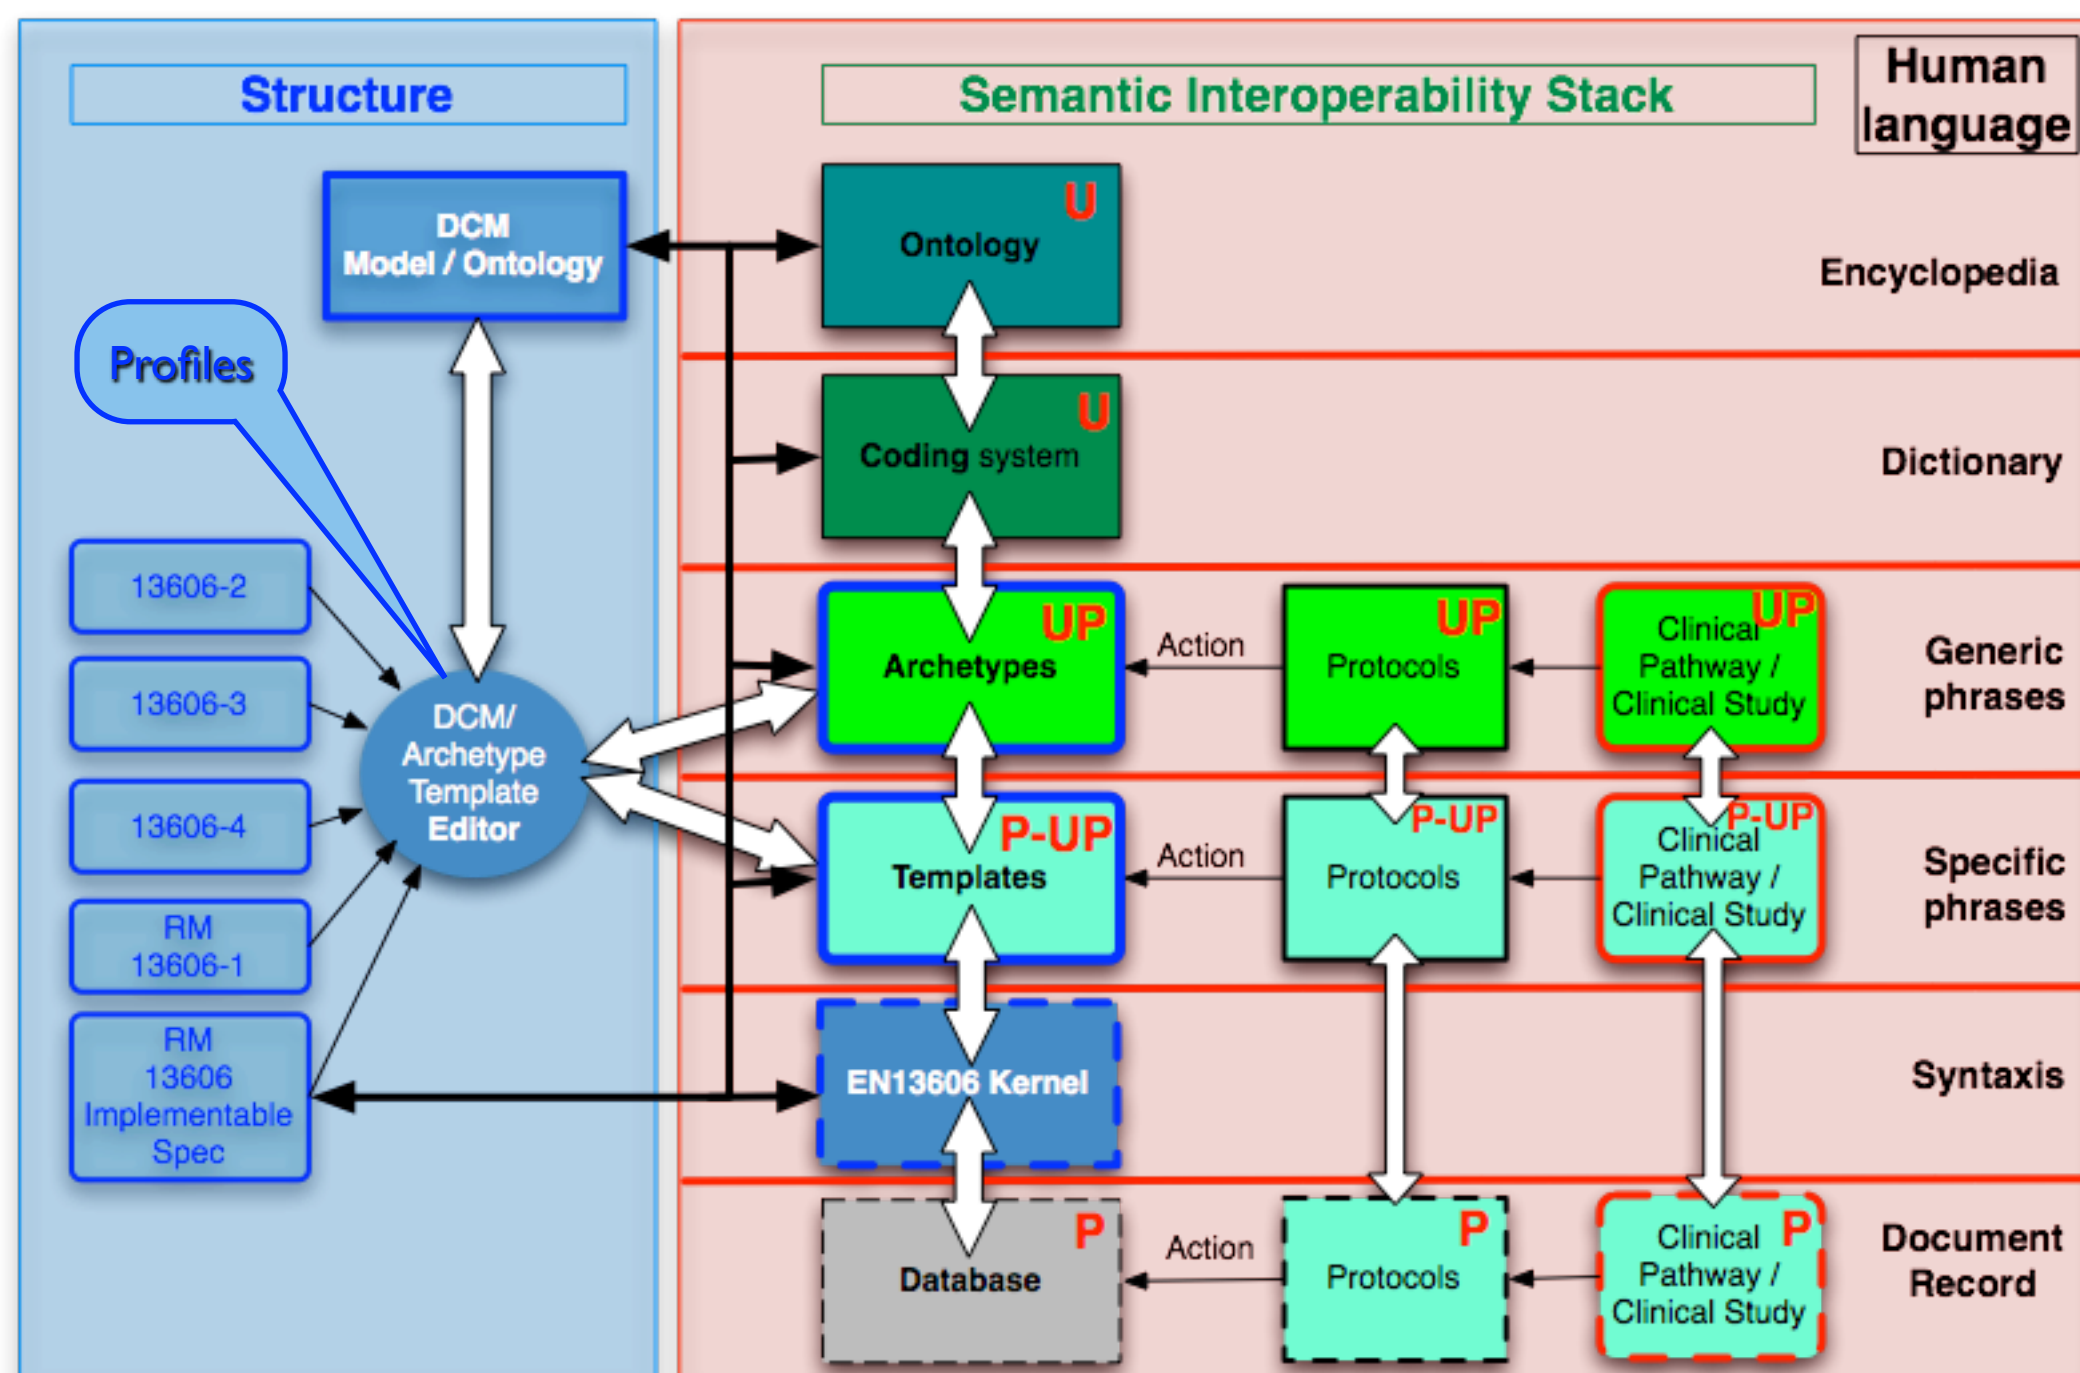 Structure
Semantic Interoperability Stack
Human
language
DCM
Model / Ontology
U
Ontology
Encyclopedia
Profiles
U
Coding system
Dictionary
13606-2
13606-3
13606-4
RM
13606-1
RM
13606
Implementable
Spec
DCM/
Archetype
Template
Editor
UP
Archetypes
Action
UP
Protocols
UP
Clinical
Pathway /
Clinical Study
Generic
phrases
P-UP
Templates
Action
P-UP
Protocols
P-UP
Clinical
Pathway /
Clinical Study
Specific
phrases
EN13606 Kernel
Syntaxis
P
Database
Action
P
Protocols
P
Clinical
Pathway /
Clinical Study
Document
Record